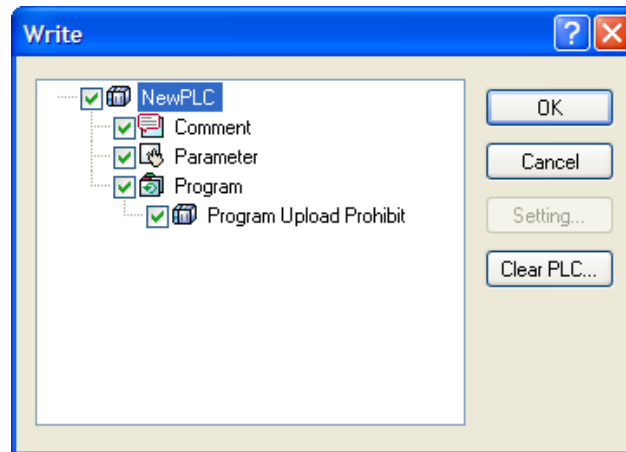 Write
NewPLC
Comment
Parameter
Program
Program Upload Prohibit
OK
Cancel
Setting...
Clear PLC...